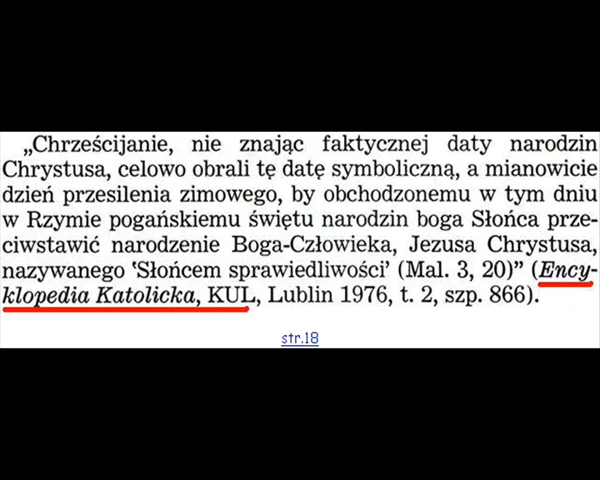 „Chrześcijanie, nie znając faktycznej daty narodzin
Chrystusa, celowo obrali tę datę symboliczną, a mianowicie
dzień przesilenia zimowego, by obchodzonemu w tym dniu
w Rzymie pogańskiemu świętu narodzin boga Słońca prze-
ciwstawić narodzenie Boga-Człowieka, Jezusa Chrystusa,
nazywanego ‛Słońcem sprawiedliwości’ (Mal. 3, 20)” (Ency-
klopedia Katolicka, KUL, Lublin 1976, t. 2, szp. 866).
str.18